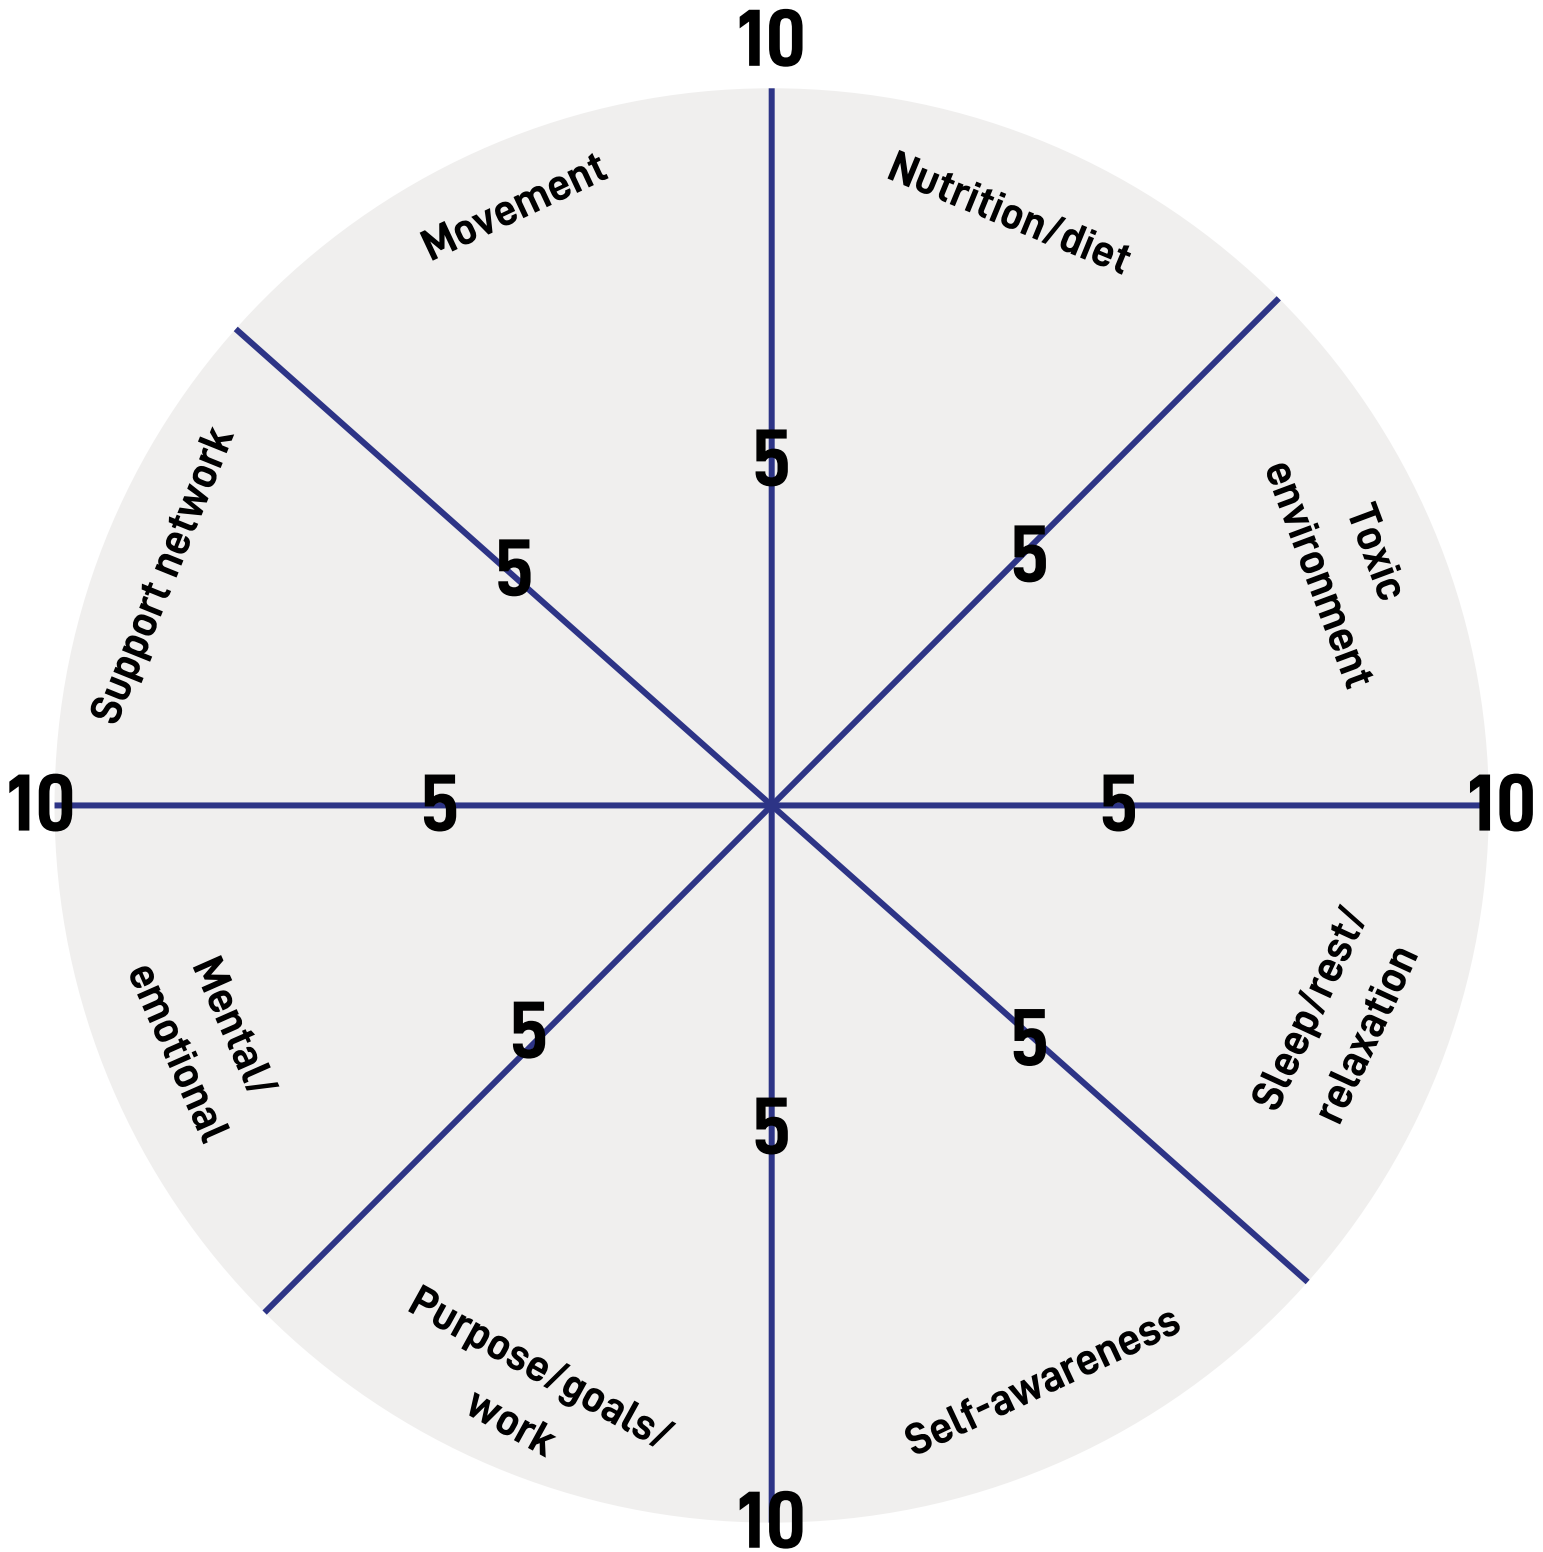 10
Movement
Nutrition/diet
Support network
5
5
5
Toxic
environment
10
5
5
10
Mental/
emotional
5
5
5
Sleep/rest/
relaxation
Purpose/goals/
work
Self-awareness
10